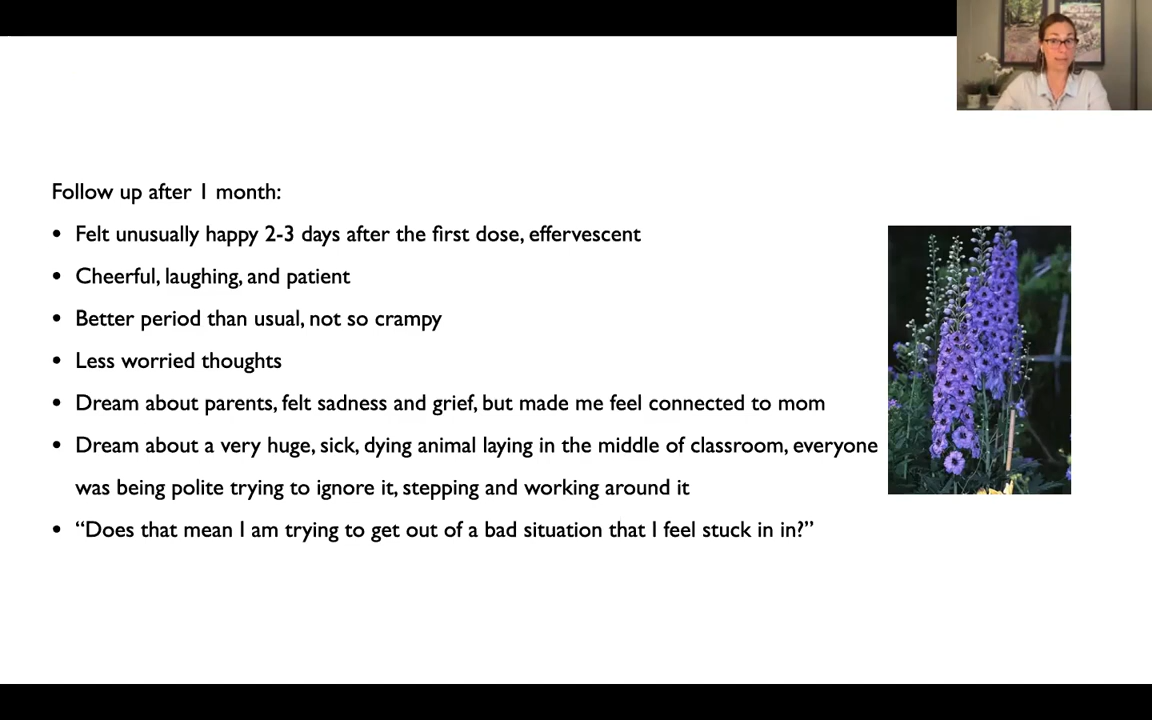 Follow up after 1 month:
• Felt unusually happy 2-3 days after the first dose, effervescent
• Cheerful, laughing, and patient
• Better period than usual, not so crampy
• Less worried thoughts
• Dream about parents, felt sadness and grief, but made me feel connected to mom
• Dream about a very huge, sick, dying animal laying in the middle of classroom, everyone
was being polite trying to ignore it, stepping and working around it
• “Does that mean I am trying to get out of a bad situation that I feel stuck in in?”